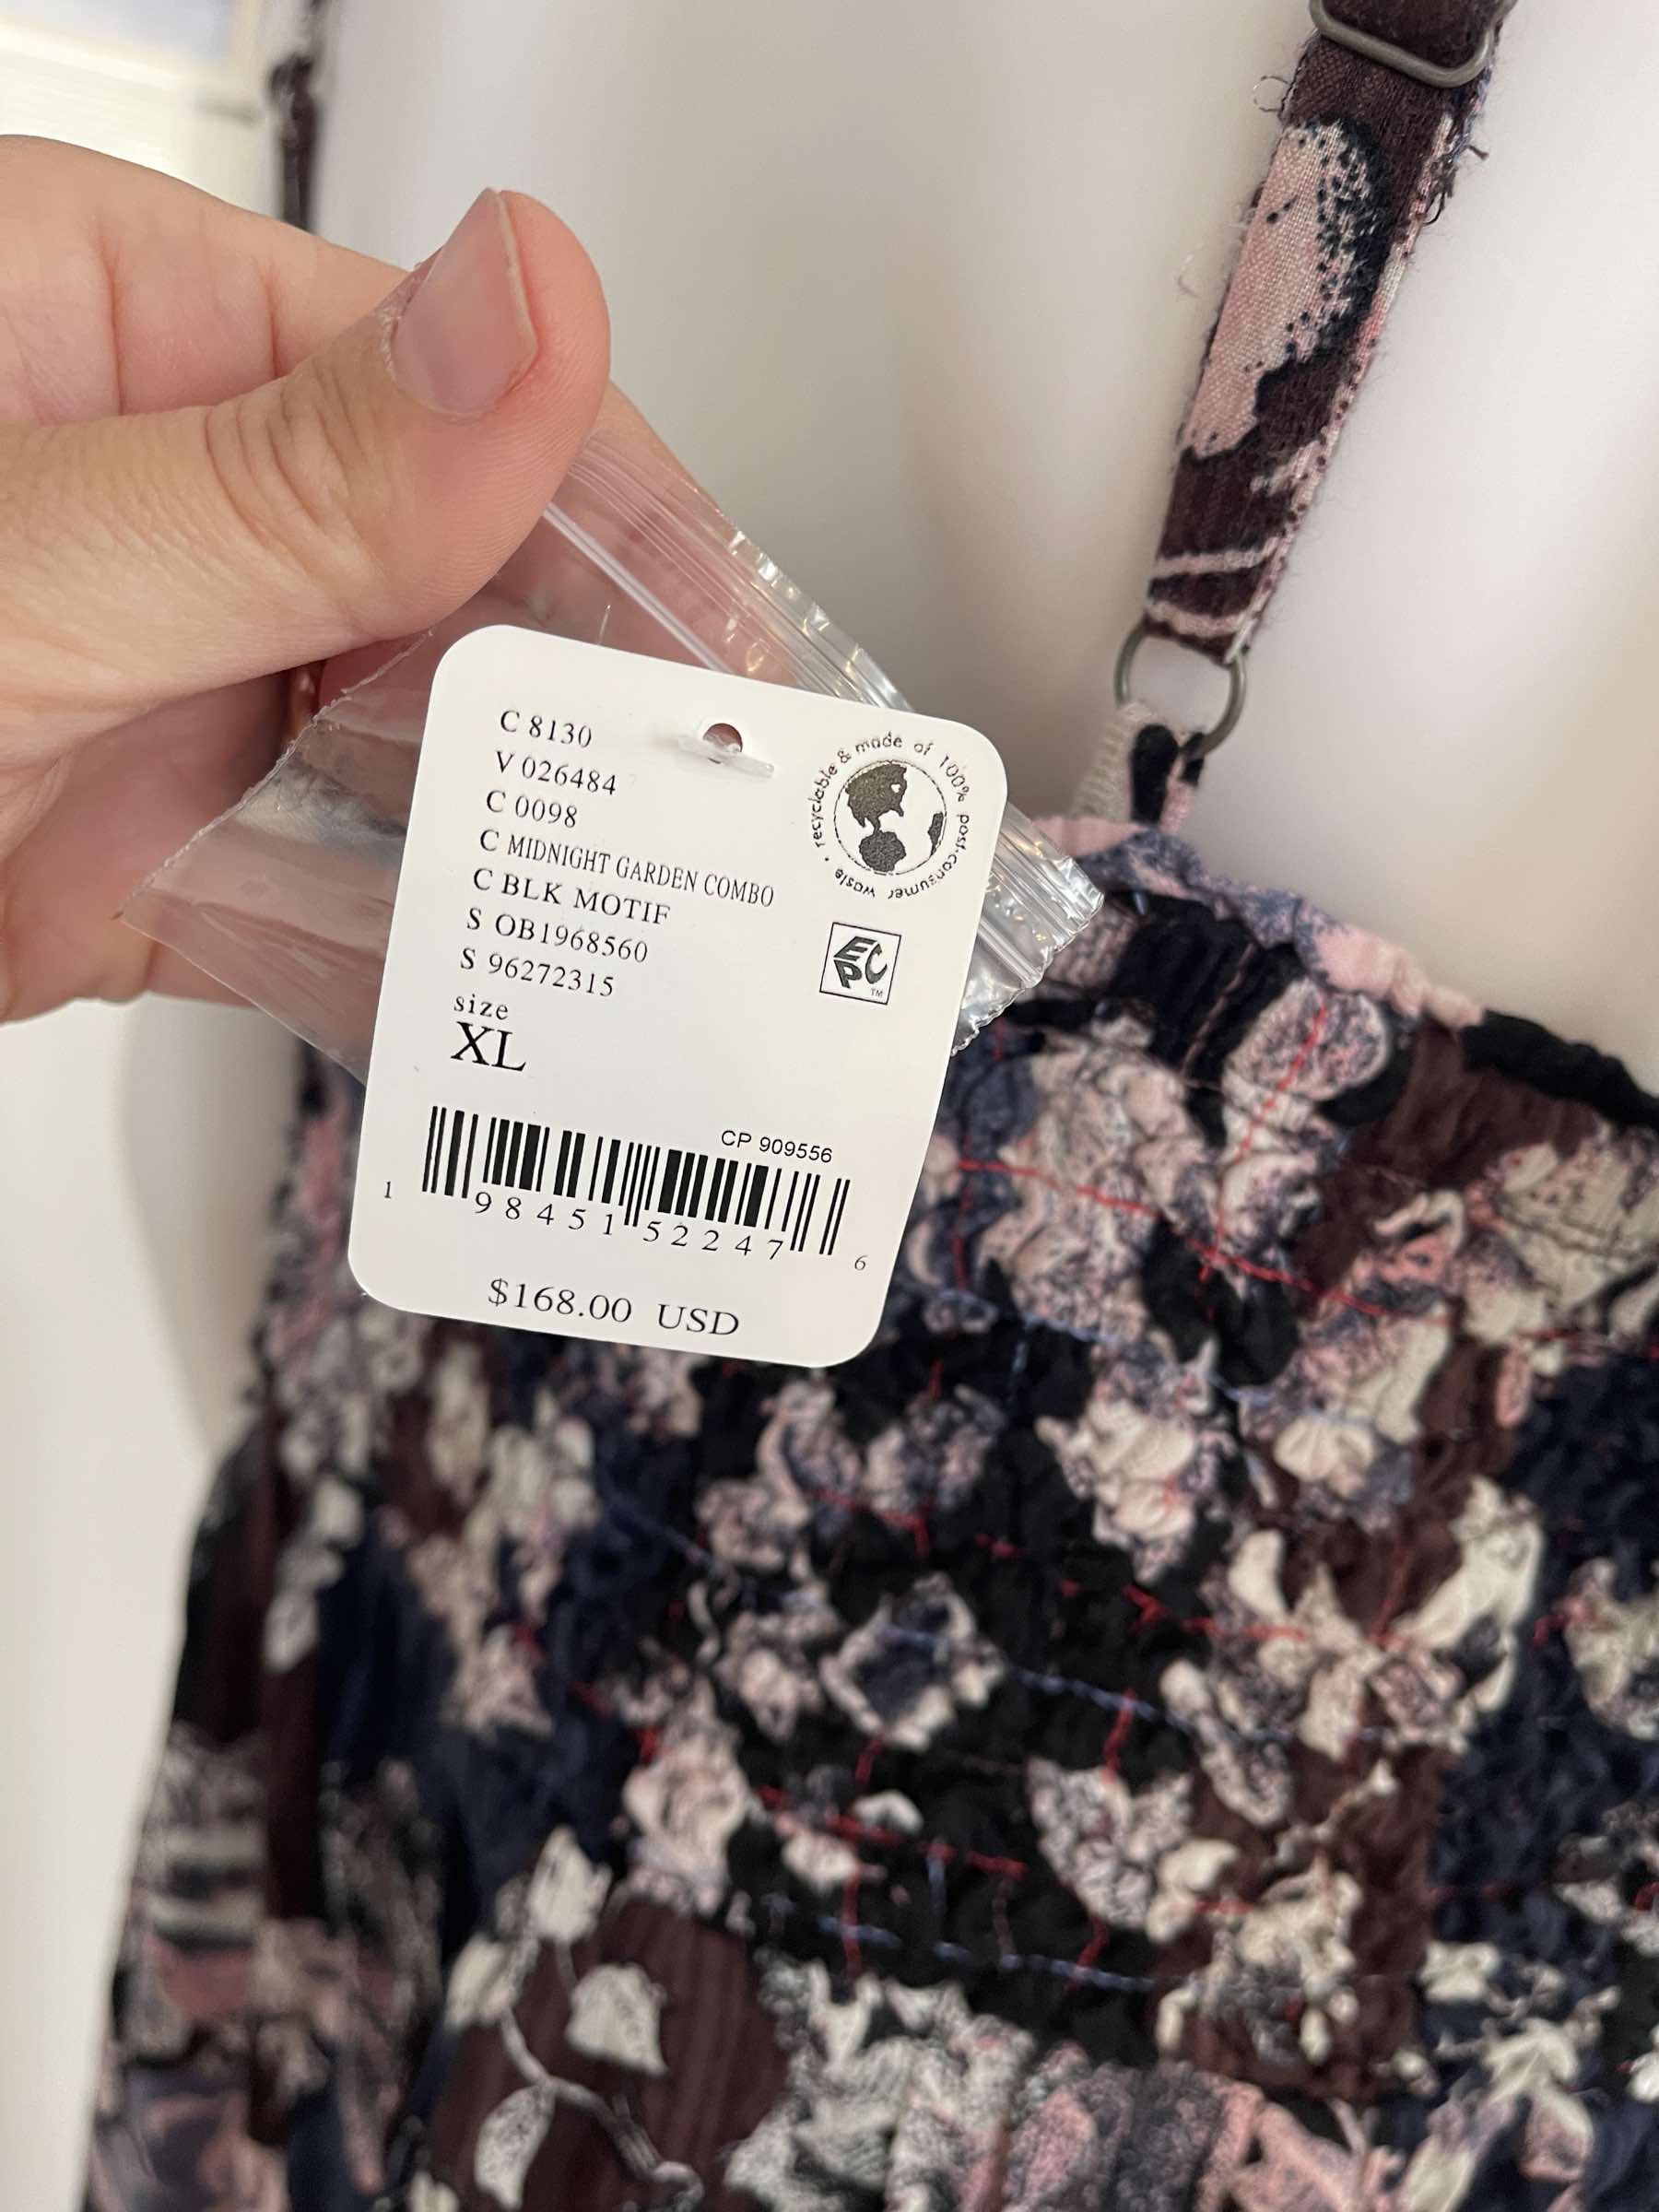 C 8130
V 026484
C 0098
C MIDNIGHT GARDEN COMBO
C BLK MOTIF
S OB1968560
S 96272315
size
XL
recyclable & made of 100% post-consumer waste •
EPC
TM
CP 909556
1 98451 52247 6
$168.00 USD